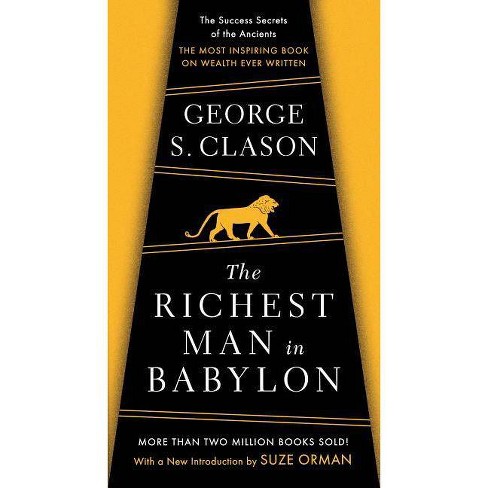 The Success Secrets
of the Ancients
THE MOST INSPIRING BOOK
ON WEALTH EVER WRITTEN
GEORGE
S. CLASON
The
RICHEST
MAN in
BABYLON
MORE THAN TWO MILLION BOOKS SOLD!
With a New Introduction by SUZE ORMAN